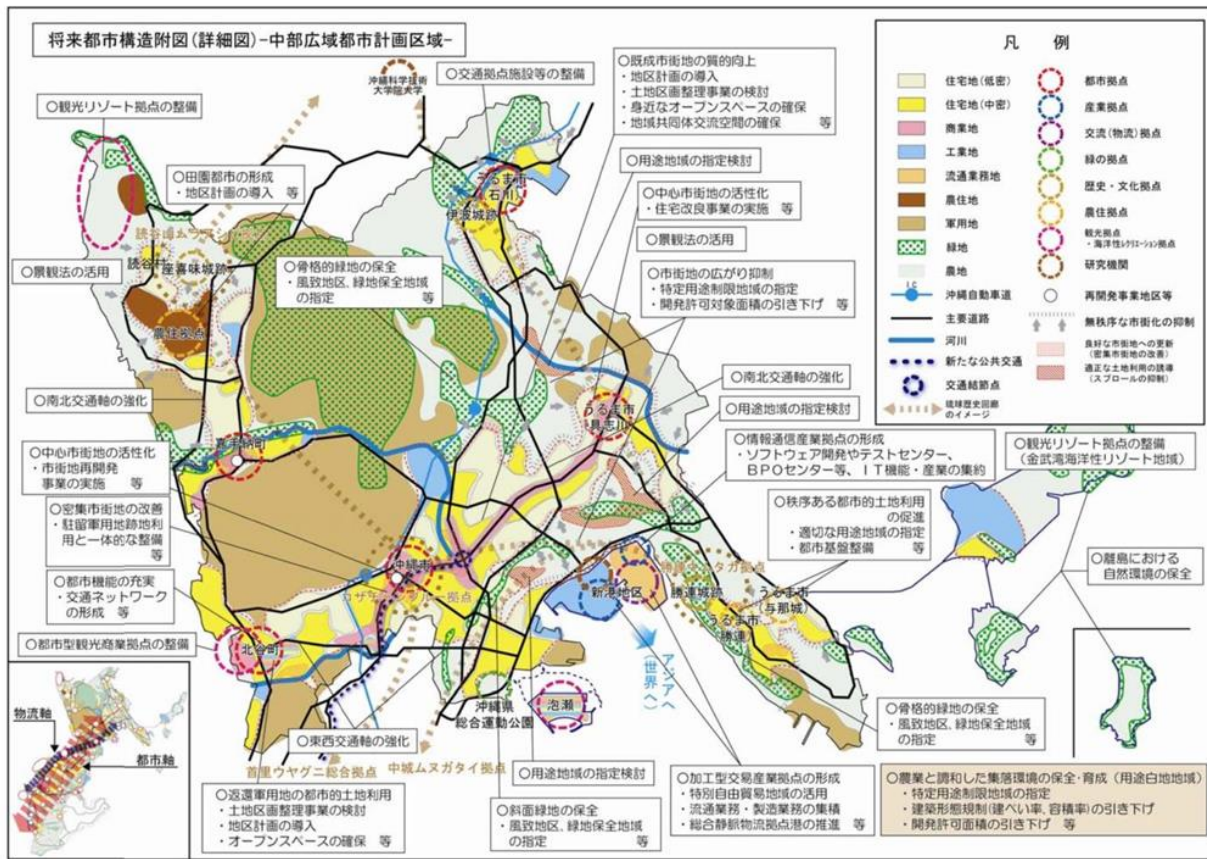 将来都市構造附図(詳細図)-中部広域都市計画区域-
沖縄科学技術
大学院大学
○交通拠点施設等の整備
○観光リゾート拠点の整備
○既成市街地の質的向上
・地区計画の導入
・土地区画整理事業の検討
・身近なオープンスペースの確保
・地域共同体交流空間の確保 等
○田園都市の形成
・地区計画の導入 等
○用途地域の指定検討
○中心市街地の活性化
・住宅改良事業の実施 等
○景観法の活用
うるま市
石川
伊波城跡
読谷村
座喜味城跡
○景観法の活用
○骨格的緑地の保全
・風致地区、緑地保全地域
の指定 等
○市街地の広がり抑制
・特定用途制限地域の指定
・開発許可対象面積の引き下げ 等
農住拠点
○南北交通軸の強化
○南北交通軸の強化
うるま市
具志川
○用途地域の指定検討
嘉手納町
○中心市街地の活性化
・市街地再開発
事業の実施 等
○情報通信産業拠点の形成
・ソフトウェア開発やテストセンター、
BPOセンター等、IT機能・産業の集約
○観光リゾート拠点の整備
(金武湾海洋性リゾート地域)
○密集市街地の改善
・駐留軍用地跡地利
用と一体的な整備
等
○秩序ある都市的土地利用
の促進
・適切な用途地域の指定
・都市基盤整備 等
○離島における
自然環境の保全
○都市機能の充実
・交通ネットワーク
の形成 等
沖縄市
新港地区
勝連城跡
うるま市
(与那城)
うるま市
(勝連)
○都市型観光商業拠点の整備
北谷町
アジアへ
(世界へ)
沖縄県
総合運動公園
泡瀬
物流軸
都市軸
○東西交通軸の強化
首里ウヤグニ総合拠点
中城ムヌガタイ拠点
○用途地域の指定検討
○骨格的緑地の保全
・風致地区、緑地保全地域
の指定 等
○返還軍用地の都市的土地利用
・土地区画整理事業の検討
・地区計画の導入
・オープンスペースの確保 等
○斜面緑地の保全
・風致地区、緑地保全地域
の指定 等
○加工型交易産業拠点の形成
・特別自由貿易地域の活用
・流通業務・製造業務の集積
・総合静脈物流拠点港の推進 等
○農業と調和した集落環境の保全・育成(用途白地地域)
・特定用途制限地域の指定
・建築形態規制(建ぺい率、容積率)の引き下げ
・開発許可面積の引き下げ 等
凡 例
住宅地(低密)
住宅地(中密)
商業地
工業地
流通業務地
農住地
軍用地
緑地
農地
I.C
沖縄自動車道
主要道路
河川
新たな公共交通
交通結節点
琉球歴史回廊
のイメージ
都市拠点
産業拠点
交流(物流)拠点
緑の拠点
歴史・文化拠点
農住拠点
観光拠点
・海洋性レクリエーション拠点
研究機関
再開発事業地区等
無秩序な市街化の抑制
良好な市街地への更新
(密集市街地の改善)
適正な土地利用の誘導
(スプロールの抑制)